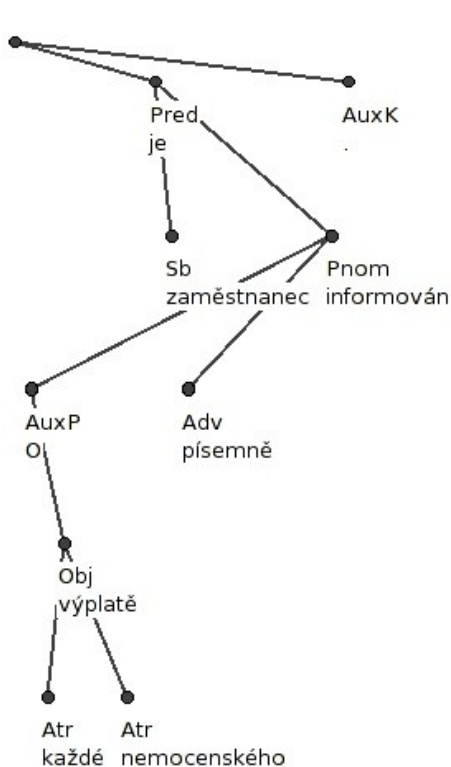 Pred AuxK
je .
Sb Pnom
zaměstnanec informován
AuxP Adv
O písemně
Obj
výplatě
Atr Atr
každé nemocenského